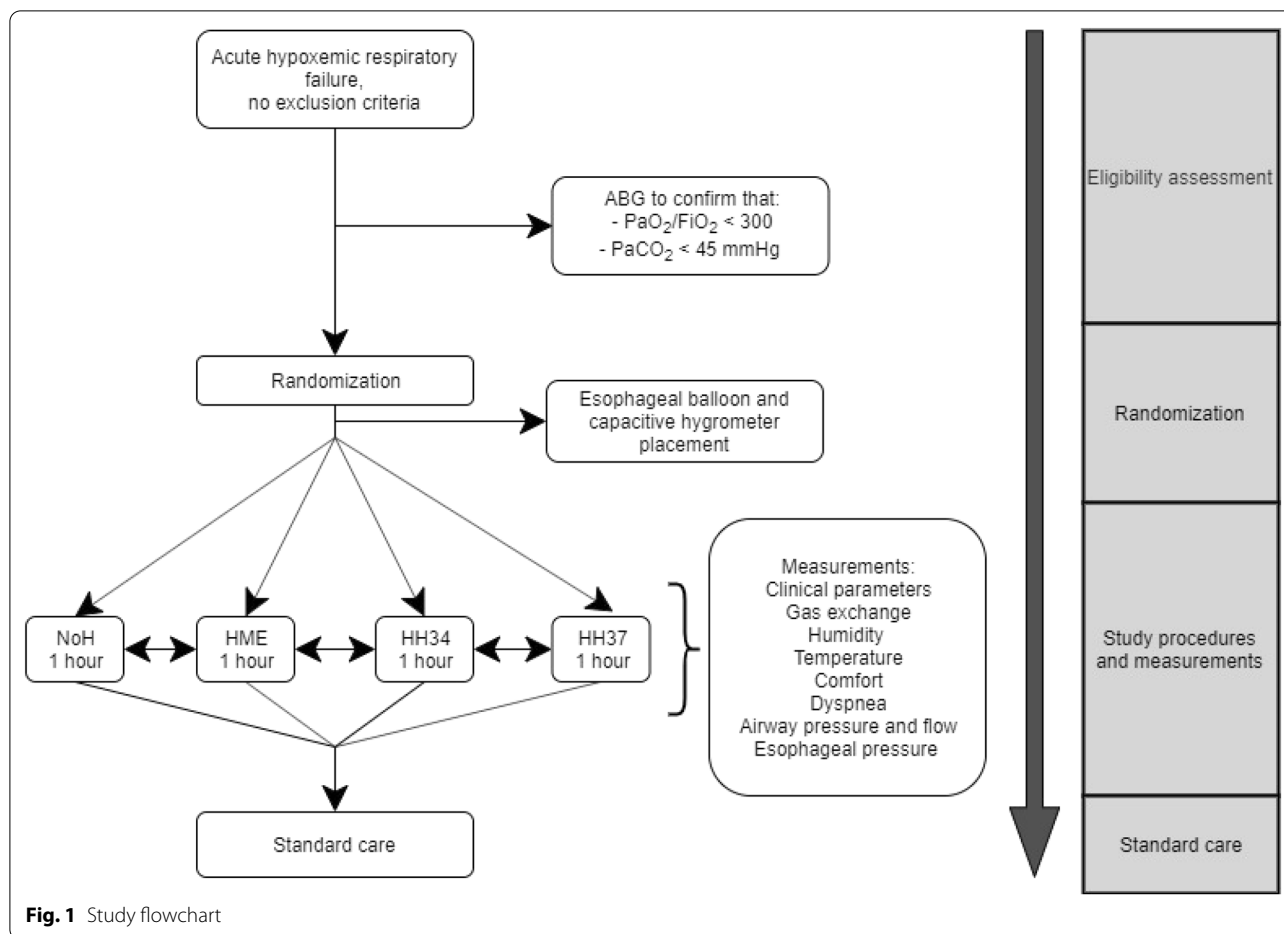 Acute hypoxemic respiratory
failure,
no exclusion criteria
ABG to confirm that:
- PaO2/FiO2 < 300
- PaCO2 < 45 mmHg
Eligibility assessment
Randomization
Esophageal balloon and
capacitive hygrometer
placement
Randomization
NoH
1 hour
HME
1 hour
HH34
1 hour
HH37
1 hour
Measurements:
Clinical parameters
Gas exchange
Humidity
Temperature
Comfort
Dyspnea
Airway pressure and flow
Esophageal pressure
Study procedures
and measurements
Standard care
Standard care
Fig. 1 Study flowchart